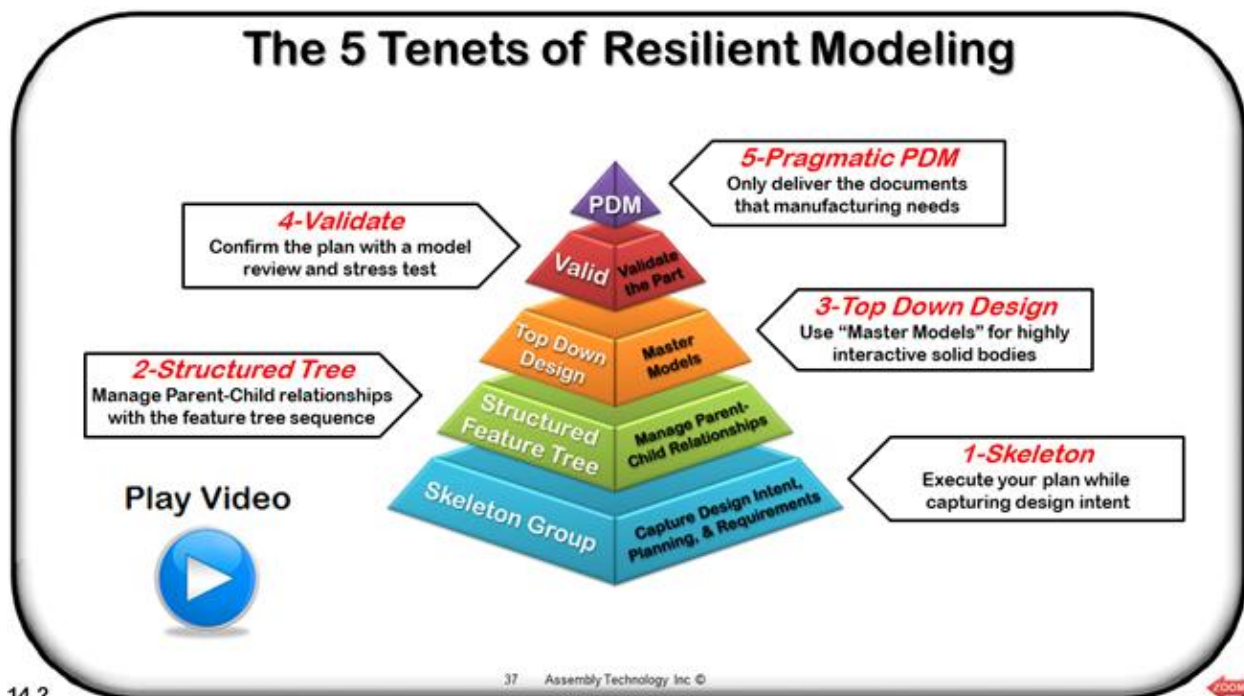 The 5 Tenets of Resilient Modeling
5-Pragmatic PDM
Only deliver the documents
that manufacturing needs
4-Validate
Confirm the plan with a model
review and stress test
3-Top Down Design
Use “Master Models” for highly
interactive solid bodies
2-Structured Tree
Manage Parent-Child relationships
with the feature tree sequence
1-Skeleton
Execute your plan while
capturing design intent
PDM
Valid
Validate
the Part
Top Down
Design
Master
Models
Structured
Feature Tree
Manage Parent-
Child Relationships
Skeleton Group
Capture Design Intent,
Planning, & Requirements
Play Video
37 Assembly Technology Inc ©
14.2
ZOOM